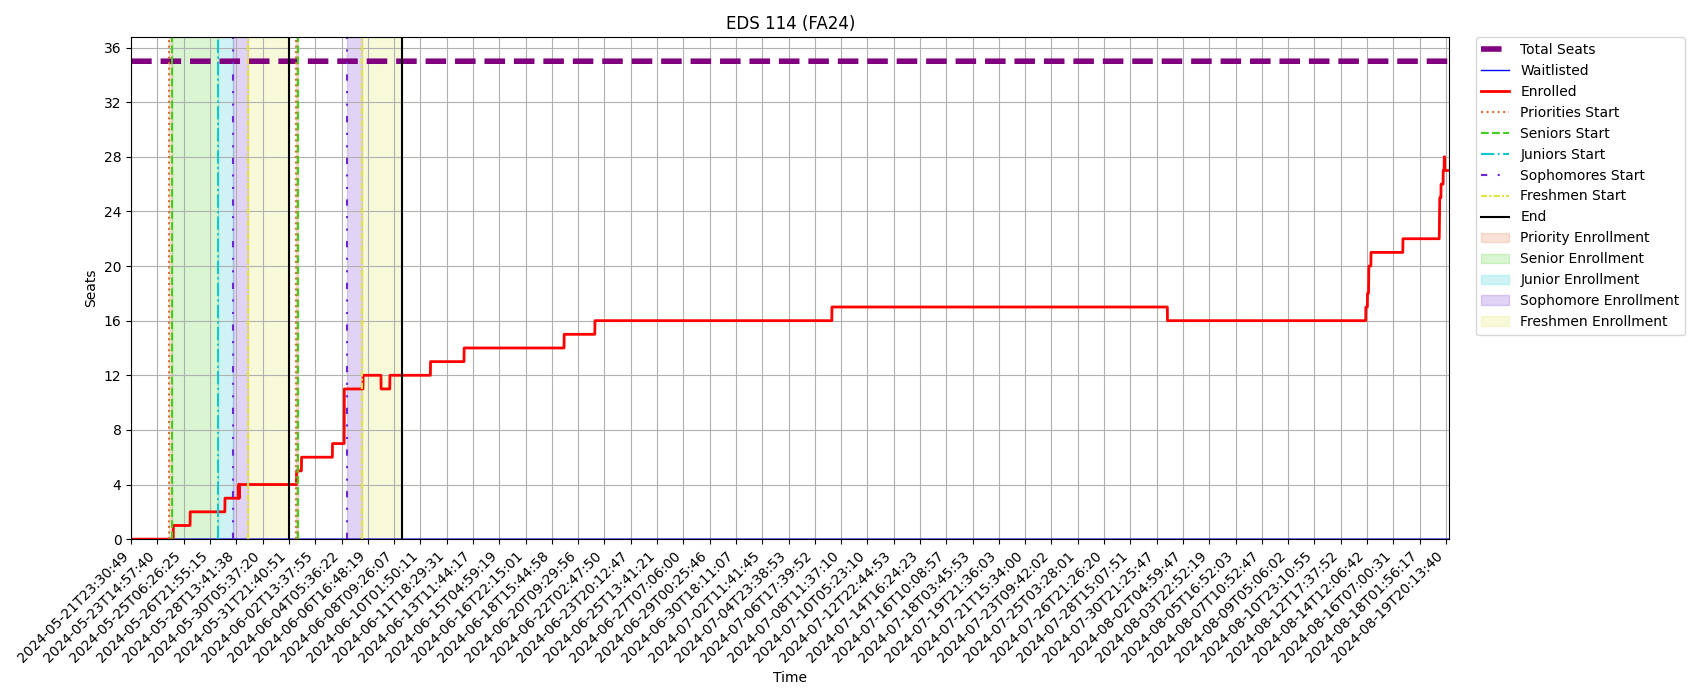 EDS 114 (FA24)
36
32
28
24
20
16
12
8
4
0
Seats
2024-05-21T23:30:49
2024-05-23T14:57:40
2024-05-25T06:26:25
2024-05-26T21:55:15
2024-05-28T13:41:38
2024-05-30T05:37:20
2024-05-31T21:40:51
2024-06-02T13:37:55
2024-06-04T05:36:22
2024-06-06T16:48:19
2024-06-08T09:26:07
2024-06-10T01:50:11
2024-06-11T18:29:31
2024-06-13T11:44:17
2024-06-15T04:59:19
2024-06-16T22:15:01
2024-06-18T15:44:58
2024-06-20T09:29:56
2024-06-22T02:47:50
2024-06-23T20:12:47
2024-06-25T13:41:21
2024-06-27T07:06:00
2024-06-29T00:25:46
2024-06-30T18:11:07
2024-07-02T11:41:45
2024-07-04T23:38:53
2024-07-06T17:39:52
2024-07-08T11:37:10
2024-07-10T05:23:10
2024-07-12T22:44:53
2024-07-14T16:24:23
2024-07-16T10:08:57
2024-07-18T03:45:53
2024-07-19T21:36:03
2024-07-21T15:34:00
2024-07-23T09:42:02
2024-07-25T03:28:01
2024-07-26T21:26:20
2024-07-28T15:07:51
2024-07-30T21:25:47
2024-08-02T04:59:47
2024-08-03T22:52:19
2024-08-05T16:52:03
2024-08-07T10:52:47
2024-08-09T05:06:02
2024-08-10T23:10:55
2024-08-12T17:37:52
2024-08-14T12:06:42
2024-08-16T07:00:31
2024-08-18T01:56:17
2024-08-19T20:13:40
Time
Total Seats
Waitlisted
Enrolled
Priorities Start
Seniors Start
Juniors Start
Sophomores Start
Freshmen Start
End
Priority Enrollment
Senior Enrollment
Junior Enrollment
Sophomore Enrollment
Freshmen Enrollment